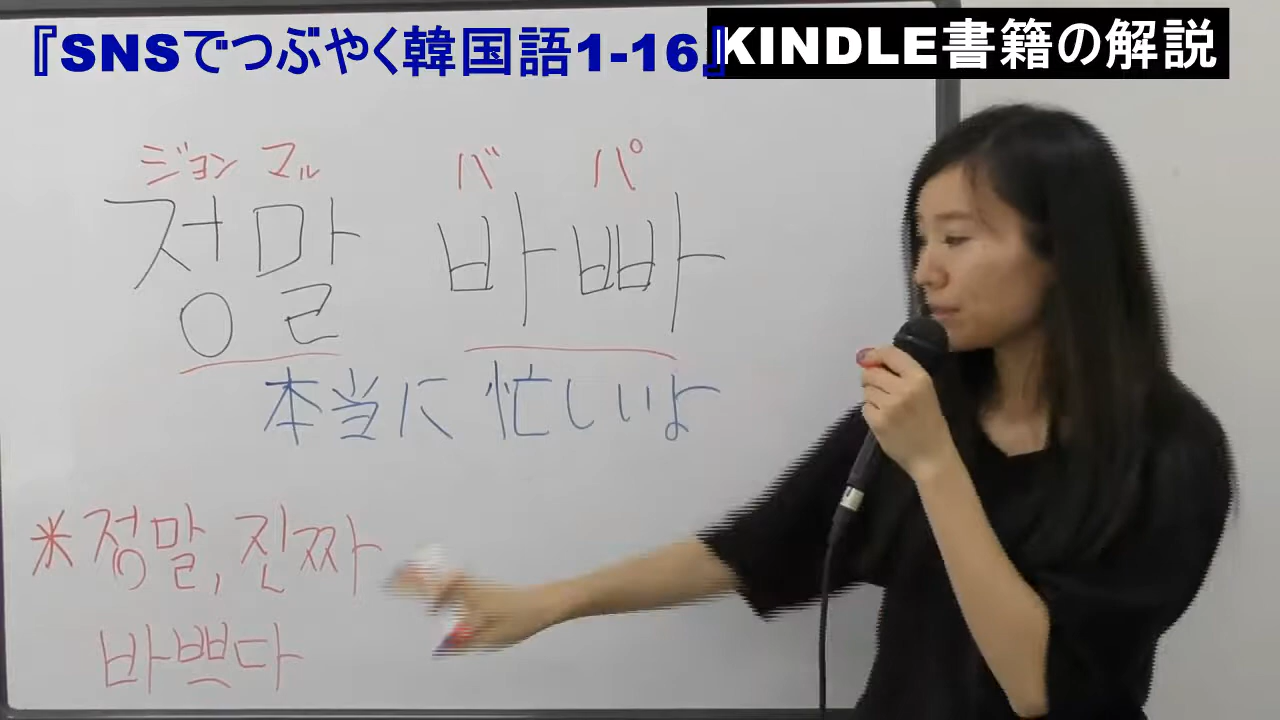 『SNSでつぶやく韓国語1-16』KINDLE書籍の解説
ジョン マル バ パ
정말 바빠
本当に 忙しいよ
※정말, 진짜
바쁘다